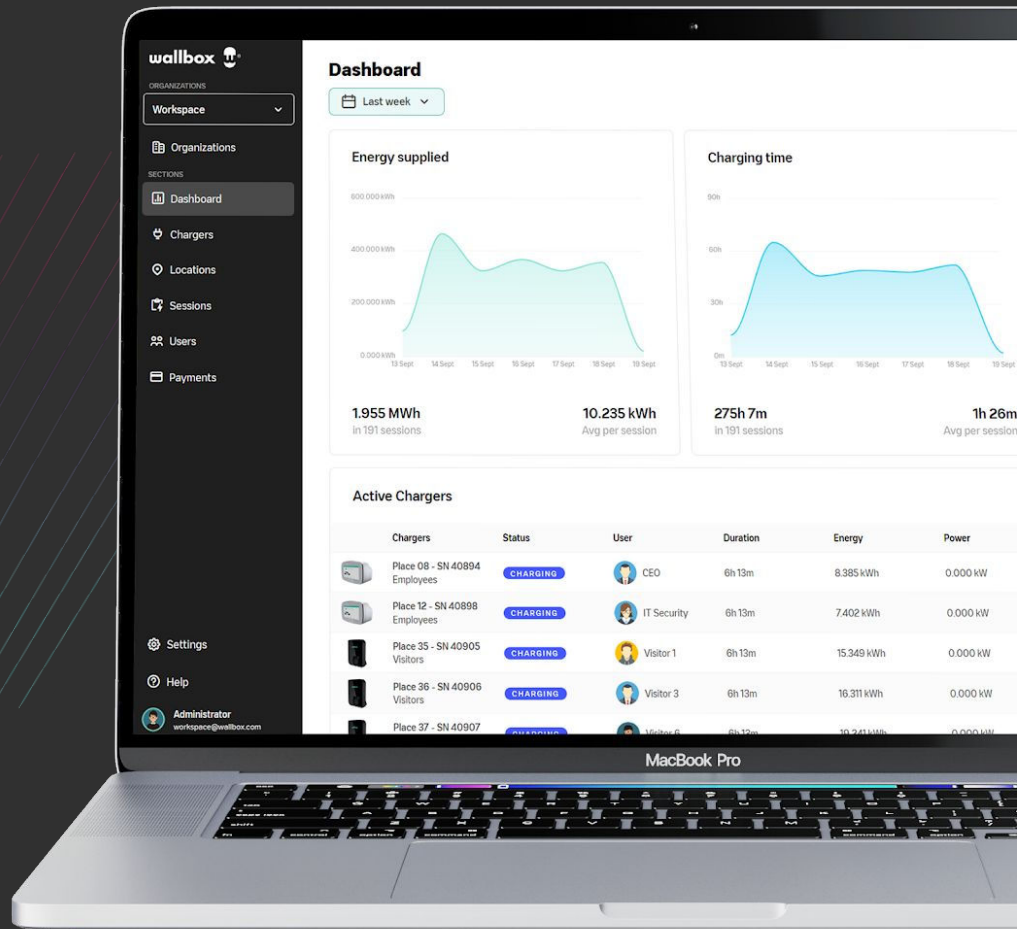 wallbox
ORGANIZATIONS
Workspace
Organizations
SECTIONS
Dashboard
Chargers
Locations
Sessions
Users
Payments
Settings
Help
Administrator
workspace@wallbox.com
Dashboard
Last week
Energy supplied
600.000 kWh
400.000 kWh
200.000 kWh
0.000 kWh
13 Sept 14 Sept 15 Sept 16 Sept 17 Sept 18 Sept 19 Sept
1.955 MWh
in 191 sessions
10.235 kWh
Avg per session
Charging time
90h
60h
30h
0m
13 Sept 14 Sept 15 Sept 16 Sept 17 Sept 18 Sept 19 Sept
275h 7m
in 191 sessions
1h 26m
Avg per session
Active Chargers
Chargers Status User Duration Energy Power
Place 08 - SN 40894
Employees
CHARGING CEO 6h 13m 8.385 kWh 0.000 kW
Place 12 - SN 40898
Employees
CHARGING IT Security 6h 13m 7.402 kWh 0.000 kW
Place 35 - SN 40905
Visitors
CHARGING Visitor 1 6h 13m 15.349 kWh 0.000 kW
Place 36 - SN 40906
Visitors
CHARGING Visitor 3 6h 13m 16.311 kWh 0.000 kW
Place 37 - SN 40907
MacBook Pro